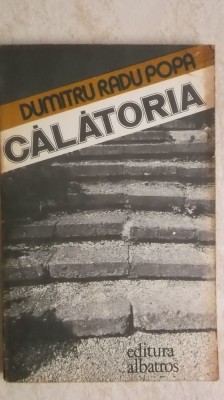 DUMITRU RADU POPA
CĂLĂTORIA
editura
albatros